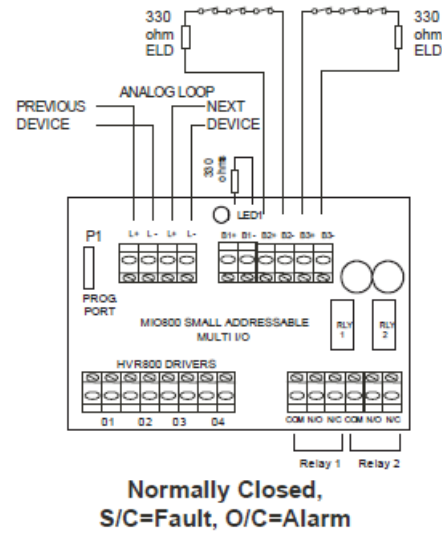 330
ohm
ELD
330
ohm
ELD
ANALOG LOOP
PREVIOUS
DEVICE
NEXT
DEVICE
330
ohms
LED1
P1
L+ L- L+ L-
B1+ B1- B2+ B2- B3+ B3-
PROG.
PORT
MIO800 SMALL ADDRESSABLE
MULTI I/O
RLY
1
RLY
2
HVR800 DRIVERS
01 02 03 04
COM N/O N/C COM N/O N/C
Relay 1 Relay 2
Normally Closed,
S/C=Fault, O/C=Alarm